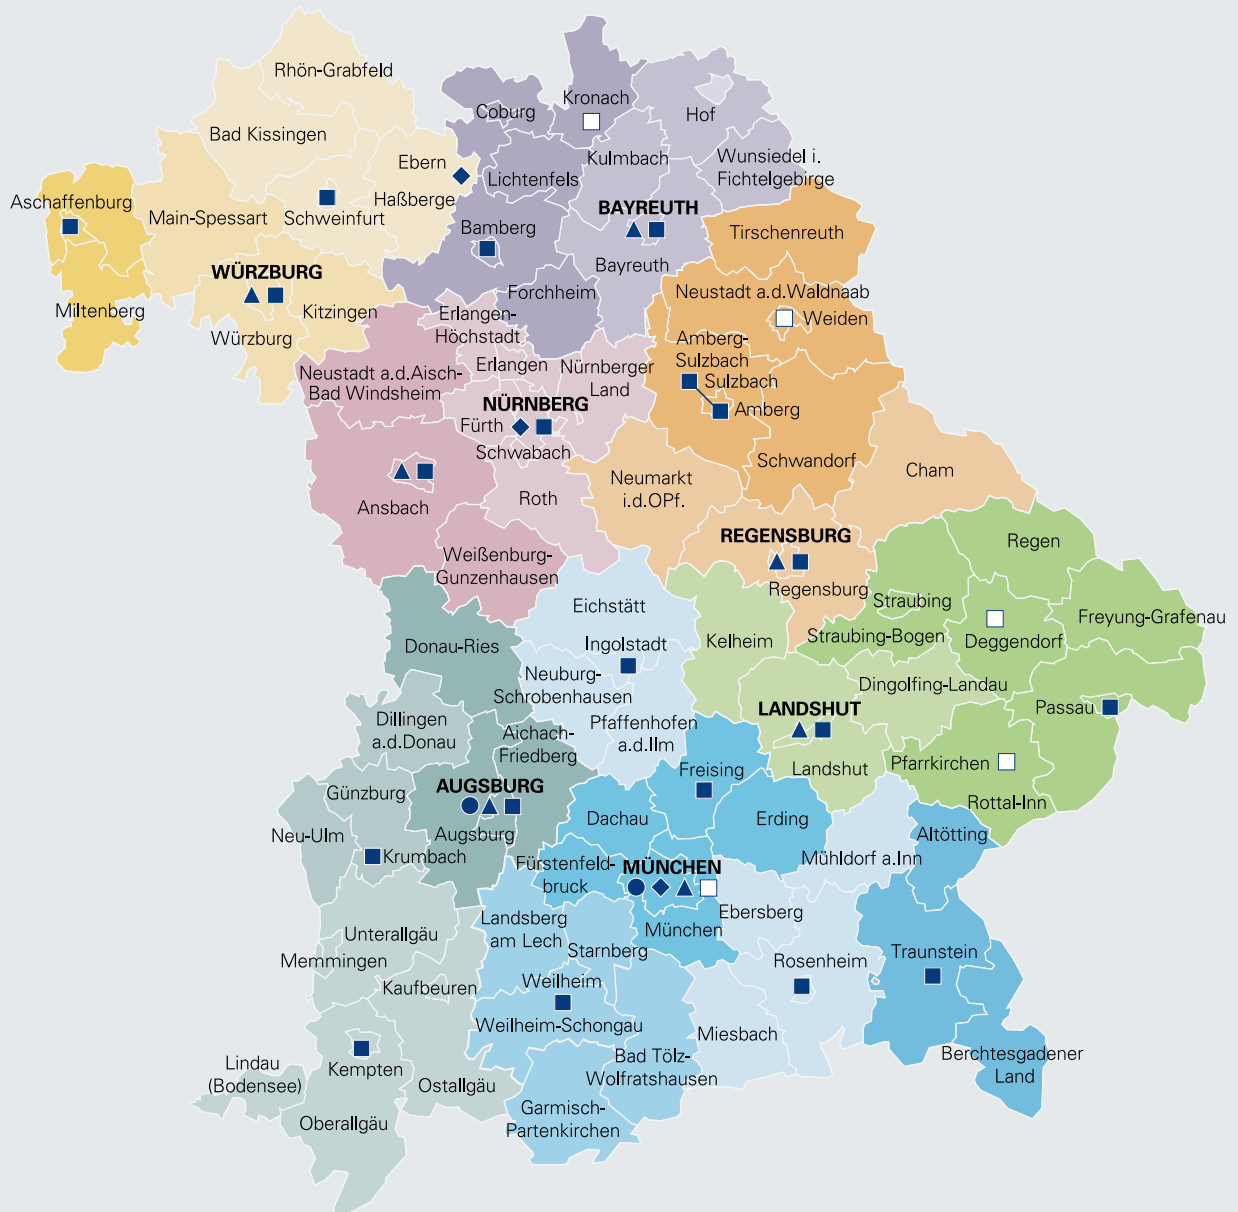 Rhön-Grabfeld
Coburg
Kronach
Hof
Bad Kissingen
Ebern
Kulmbach
Wunsiedel i.
Fichtelgebirge
Lichtenfels
Aschaffenburg
Main-Spessart
Schweinfurt
Haßberge
BAYREUTH
Bamberg
Tirschenreuth
WÜRZBURG
Bayreuth
Miltenberg
Kitzingen
Forchheim
Neustadt a.d.Waldnaab
Würzburg
Erlangen-
Höchstadt
Weiden
Amberg-
Sulzbach
Neustadt a.d.Aisch-
Bad Windsheim
Erlangen
Nürnberger
Land
Sulzbach
NÜRNBERG
Amberg
Fürth
Schwabach
Schwandorf
Cham
Neumarkt
i.d.OPf.
Ansbach
Roth
REGENSBURG
Regen
Weißenburg-
Gunzenhausen
Regensburg
Eichstätt
Straubing
Freyung-Grafenau
Straubing-Bogen
Deggendorf
Donau-Ries
Ingolstadt
Kelheim
Neuburg-
Schrobenhausen
Dingolfing-Landau
LANDSHUT
Passau
Dillingen
a.d.Donau
Aichach-
Friedberg
Pfaffenhofen
a.d.Ilm
Freising
Landshut
Pfarrkirchen
AUGSBURG
Günzburg
Rottal-Inn
Neu-Ulm
Augsburg
Dachau
Erding
Altötting
Krumbach
Fürstenfeld-
bruck
MÜNCHEN
Mühldorf a.Inn
Landsberg
am Lech
Ebersberg
Unterallgäu
Starnberg
München
Memmingen
Rosenheim
Traunstein
Kaufbeuren
Weilheim
Weilheim-Schongau
Miesbach
Lindau
(Bodensee)
Kempten
Ostallgäu
Bad Tölz-
Wolfratshausen
Berchtesgadener
Land
Oberallgäu
Garmisch-
Partenkirchen